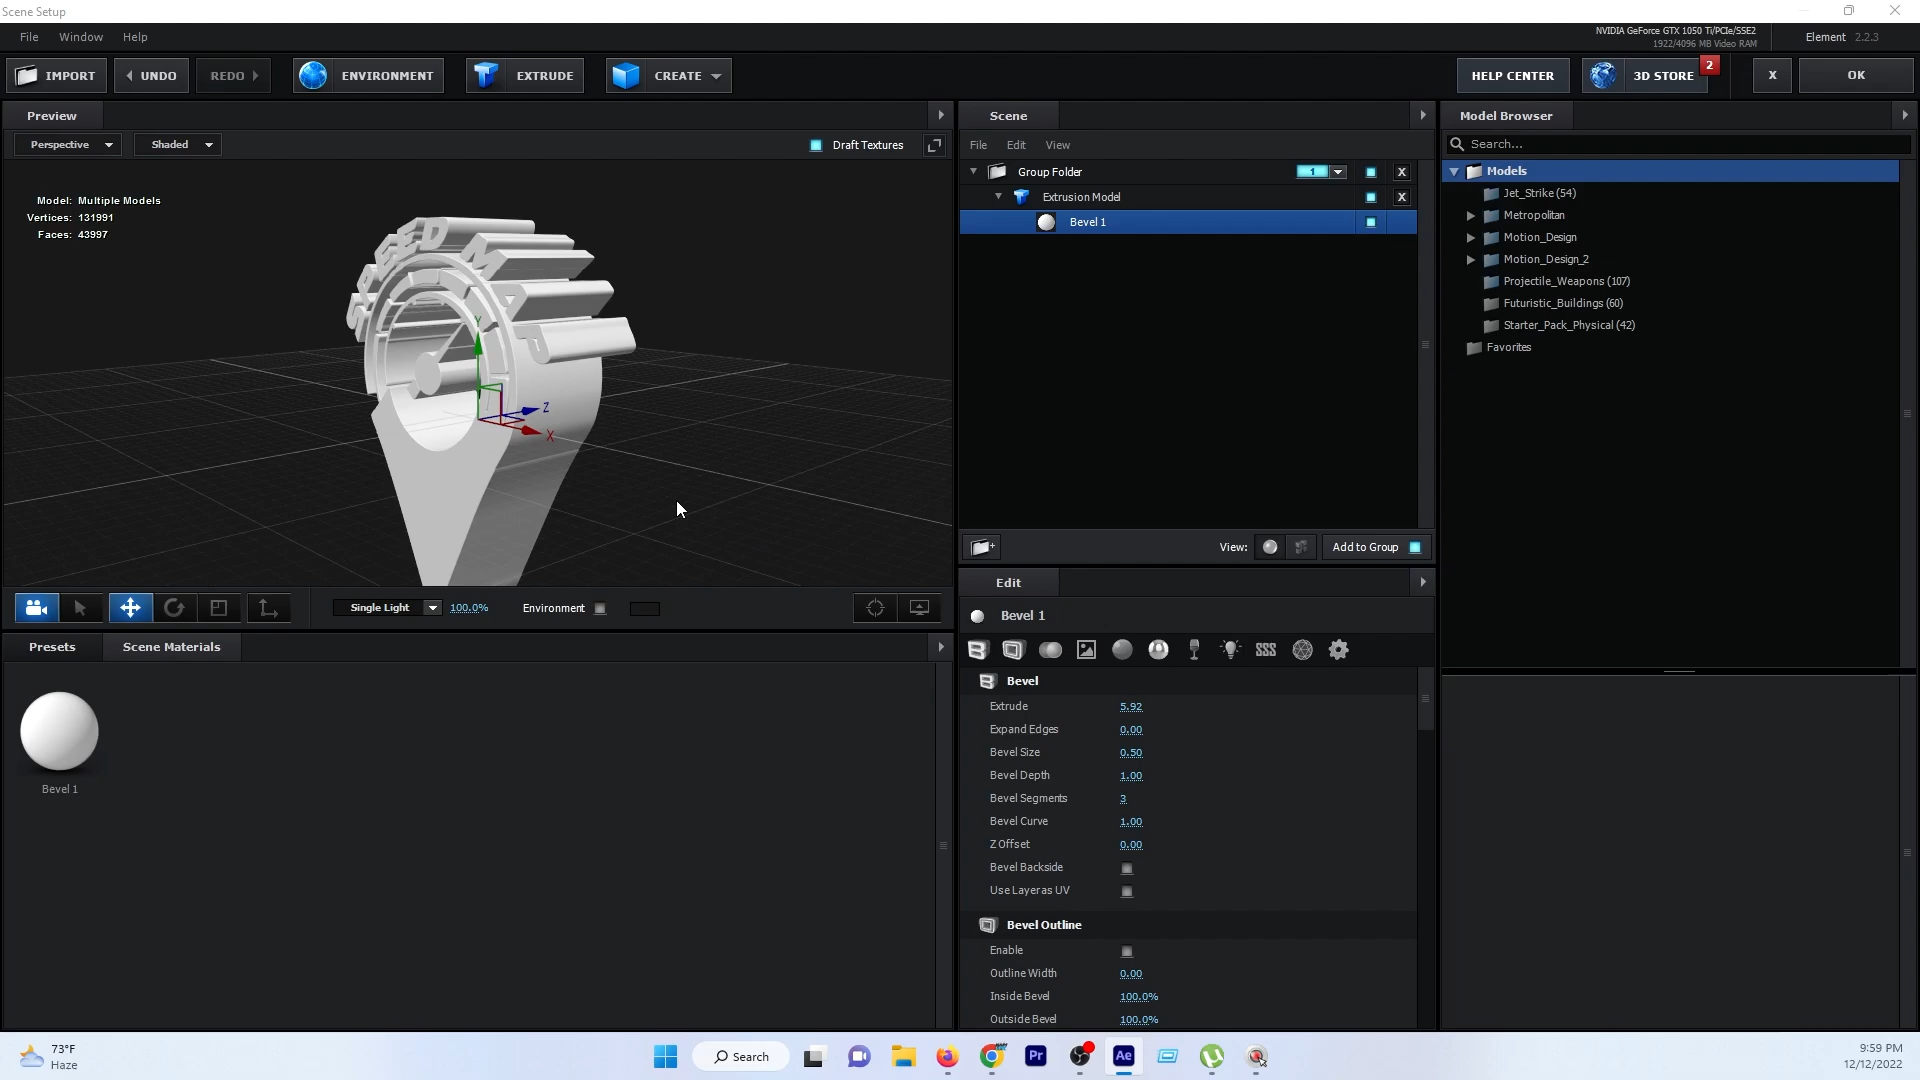 Scene Setup
File Window Help
NVIDIA GeForce GTX 1050 Ti/PCIe/SSE2
1922/4096 MB Video RAM
Element 2.2.3
IMPORT
UNDO
REDO
ENVIRONMENT
EXTRUDE
CREATE
HELP CENTER
3D STORE
2
X
OK
Preview
Perspective
Shaded
Draft Textures
Model: Multiple Models
Vertices: 131991
Faces: 43997
SPEED MAP
Y
Z
X
Single Light
100.0%
Environment
Presets
Scene Materials
Bevel 1
Scene
File Edit View
Group Folder
1
X
Extrusion Model
X
Bevel 1
View:
Add to Group
Edit
Bevel 1
Bevel
Extrude 5.92
Expand Edges 0.00
Bevel Size 0.50
Bevel Depth 1.00
Bevel Segments 3
Bevel Curve 1.00
Z Offset 0.00
Bevel Backside
Use Layer as UV
Bevel Outline
Enable
Outline Width 0.00
Inside Bevel 100.0%
Outside Bevel 100.0%
Model Browser
Search...
Models
Jet_Strike (54)
Metropolitan
Motion_Design
Motion_Design_2
Projectile_Weapons (107)
Futuristic_Buildings (60)
Starter_Pack_Physical (42)
Favorites
73°F
Haze
Search
Pr
Ae
9:59 PM
12/12/2022